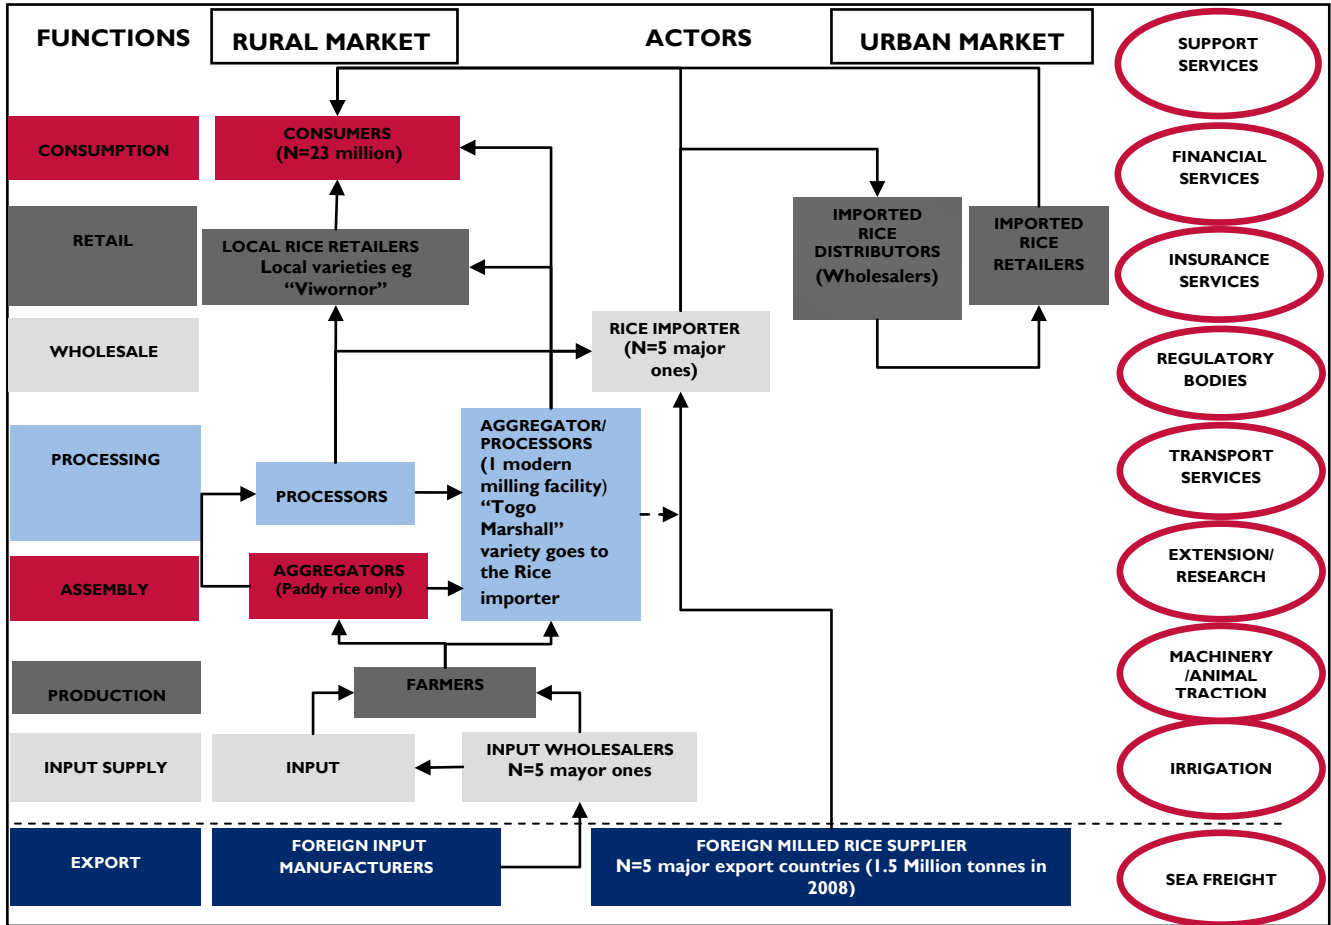 FUNCTIONS
RURAL MARKET
ACTORS
URBAN MARKET
SUPPORT
SERVICES
CONSUMPTION
CONSUMERS
(N=23 million)
FINANCIAL
SERVICES
RETAIL
LOCAL RICE RETAILERS
Local varieties eg
“Viwornor”
IMPORTED
RICE
DISTRIBUTORS
(Wholesalers)
IMPORTED
RICE
RETAILERS
INSURANCE
SERVICES
WHOLESALE
RICE IMPORTER
(N=5 major
ones)
REGULATORY
BODIES
PROCESSING
PROCESSORS
AGGREGATOR/
PROCESSORS
(1 modern
milling facility)
“Togo
Marshall”
variety goes to
the Rice
importer
TRANSPORT
SERVICES
ASSEMBLY
AGGREGATORS
(Paddy rice only)
EXTENSION/
RESEARCH
PRODUCTION
FARMERS
MACHINERY
/ANIMAL
TRACTION
INPUT SUPPLY
INPUT
INPUT WHOLESALERS
N=5 mayor ones
IRRIGATION
EXPORT
FOREIGN INPUT
MANUFACTURERS
FOREIGN MILLED RICE SUPPLIER
N=5 major export countries (1.5 Million tonnes in
2008)
SEA FREIGHT